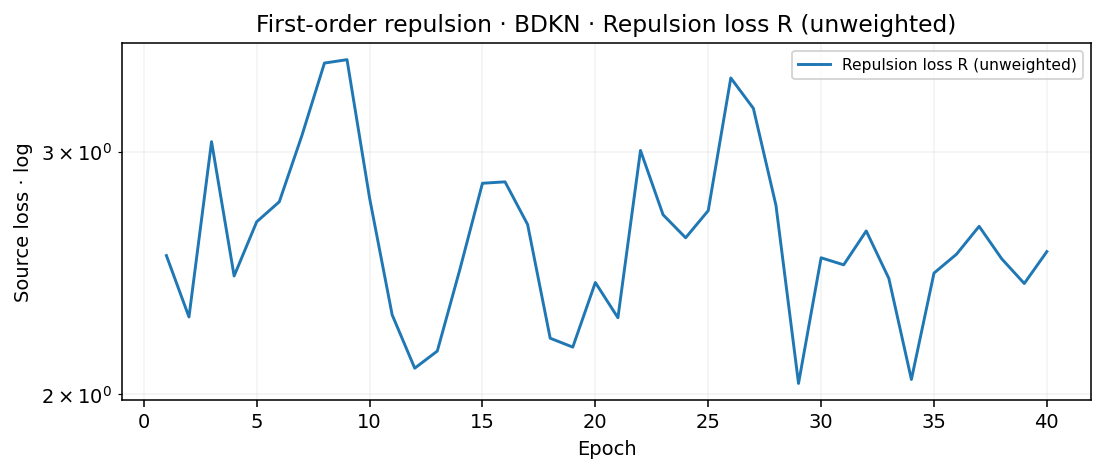 First-order repulsion · BDKN · Repulsion loss R (unweighted)
Repulsion loss R (unweighted)
Source loss · log
3 × 10⁰
2 × 10⁰
0 5 10 15 20 25 30 35 40
Epoch